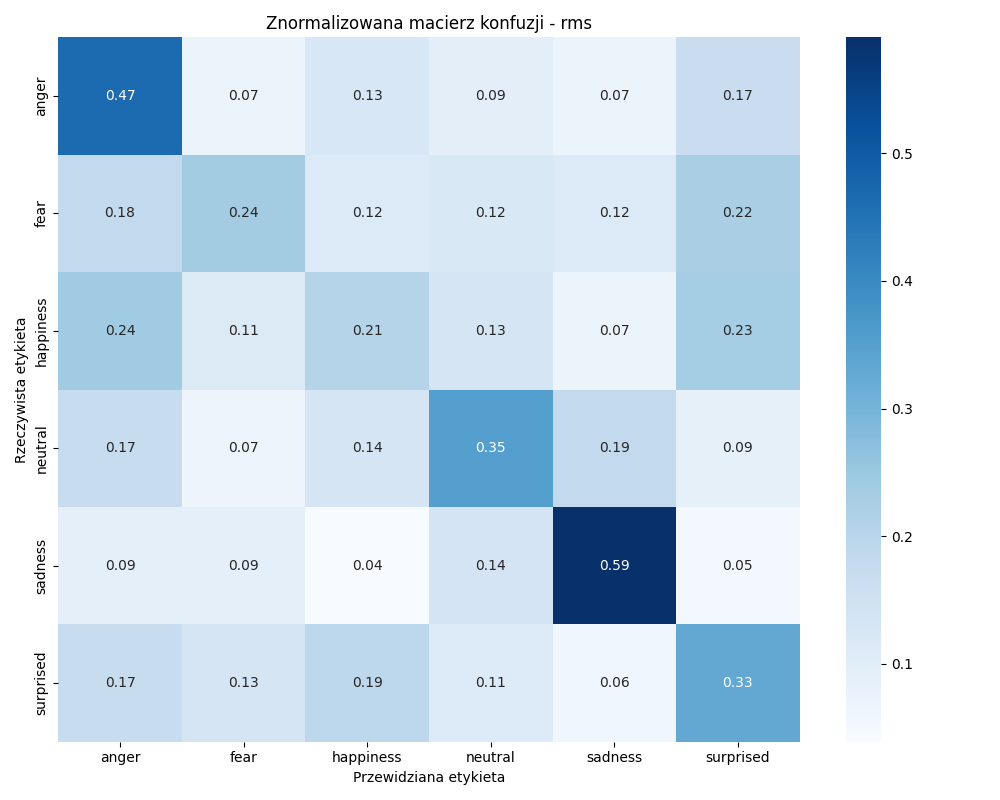 Znormalizowana macierz konfuzji - rms
Rzeczywista etykieta
anger 0.47 0.07 0.13 0.09 0.07 0.17
fear 0.18 0.24 0.12 0.12 0.12 0.22
happiness 0.24 0.11 0.21 0.13 0.07 0.23
neutral 0.17 0.07 0.14 0.35 0.19 0.09
sadness 0.09 0.09 0.04 0.14 0.59 0.05
surprised 0.17 0.13 0.19 0.11 0.06 0.33
anger fear happiness neutral sadness surprised
Przewidziana etykieta
0.5
0.4
0.3
0.2
0.1